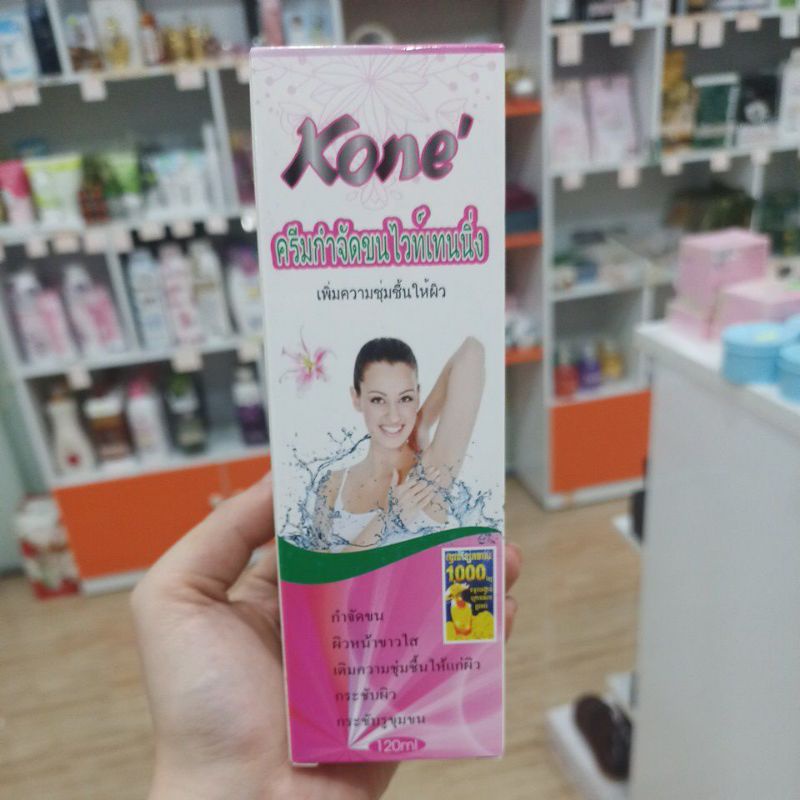 Kone'
ครีมกำจัดขนไวท์เทนนิ่ง
เพิ่มความชุ่มชื้นให้ผิว
1000
กำจัดขน
ผิวหน้าขาวใส
เติมความชุ่มชื้นให้แก่ผิว
กระชับผิว
กระชับรูขุมขน
120ml